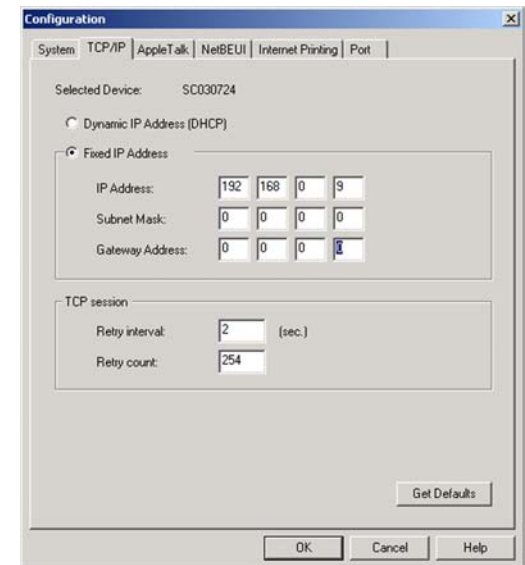 Configuration
System TCP/IP AppleTalk NetBEUI Internet Printing Port
Selected Device: SC030724
Dynamic IP Address (DHCP)
Fixed IP Address
IP Address: 192 168 0 9
Subnet Mask: 0 0 0 0
Gateway Address: 0 0 0 0
TCP session
Retry interval: 2 (sec.)
Retry count: 254
Get Defaults
OK Cancel Help